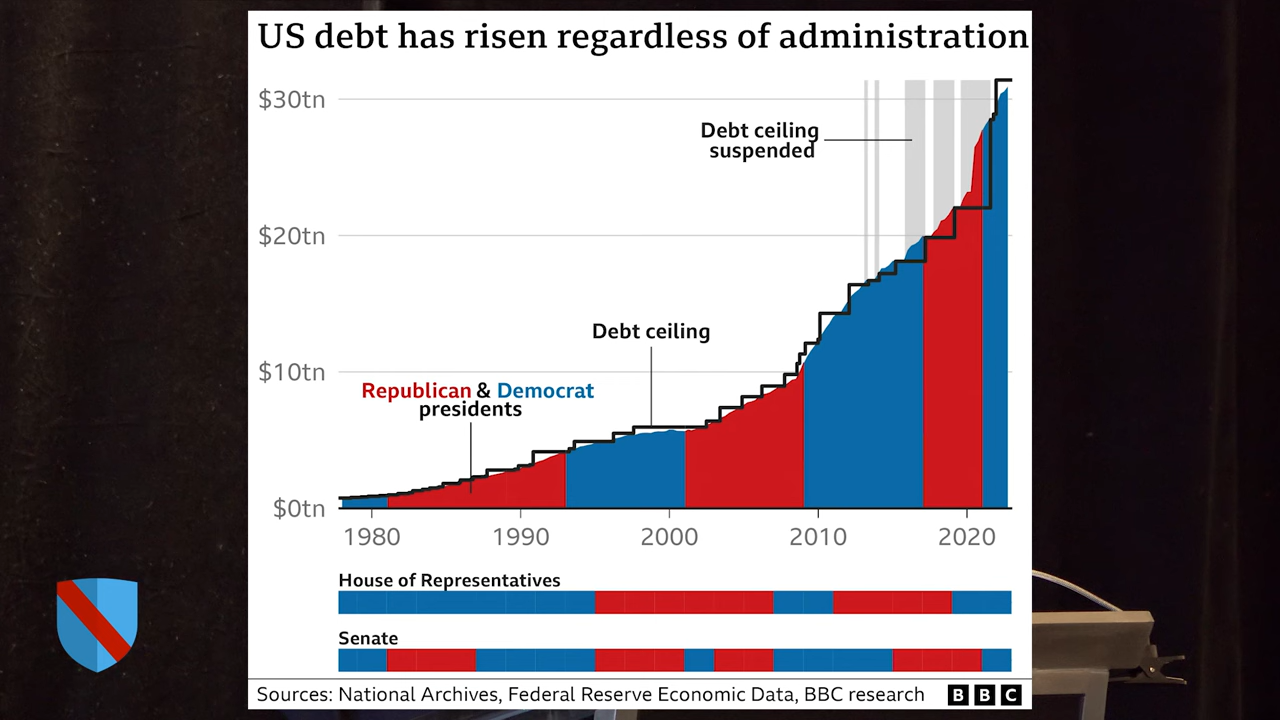 US debt has risen regardless of administration
$30tn
Debt ceiling
suspended
$20tn
Debt ceiling
$10tn
Republican & Democrat
presidents
$0tn
1980 1990 2000 2010 2020
House of Representatives
Senate
Sources: National Archives, Federal Reserve Economic Data, BBC research BBC